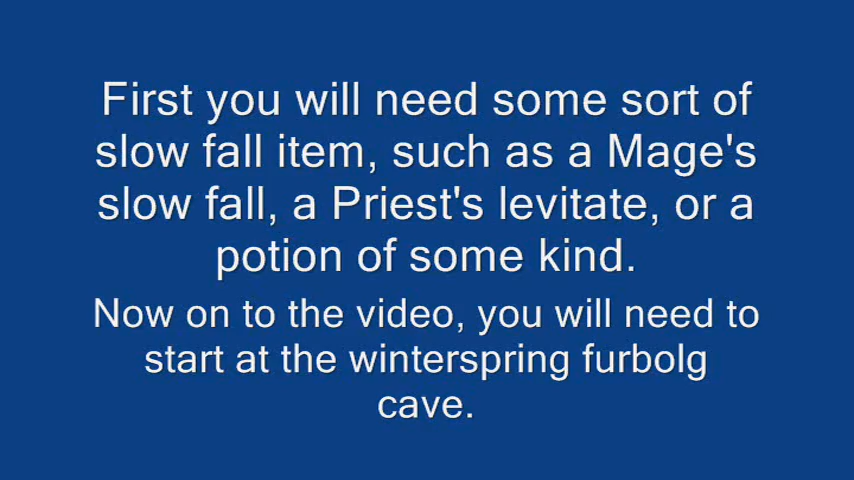 First you will need some sort of
slow fall item, such as a Mage's
slow fall, a Priest's levitate, or a
potion of some kind.
Now on to the video, you will need to
start at the winterspring furbolg
cave.